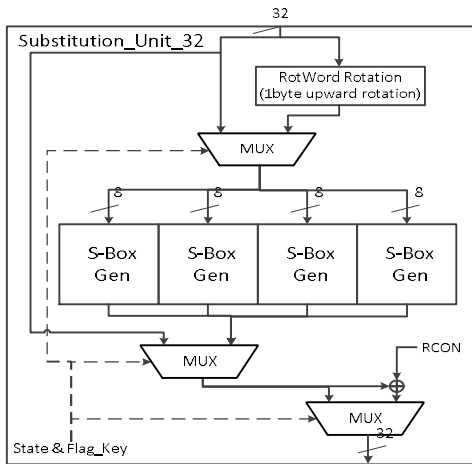 32
Substitution_Unit_32
RotWord Rotation
(1byte upward rotation)
MUX
8 8 8 8
S-Box S-Box S-Box S-Box
Gen Gen Gen Gen
MUX
RCON
MUX
32
State & Flag_Key